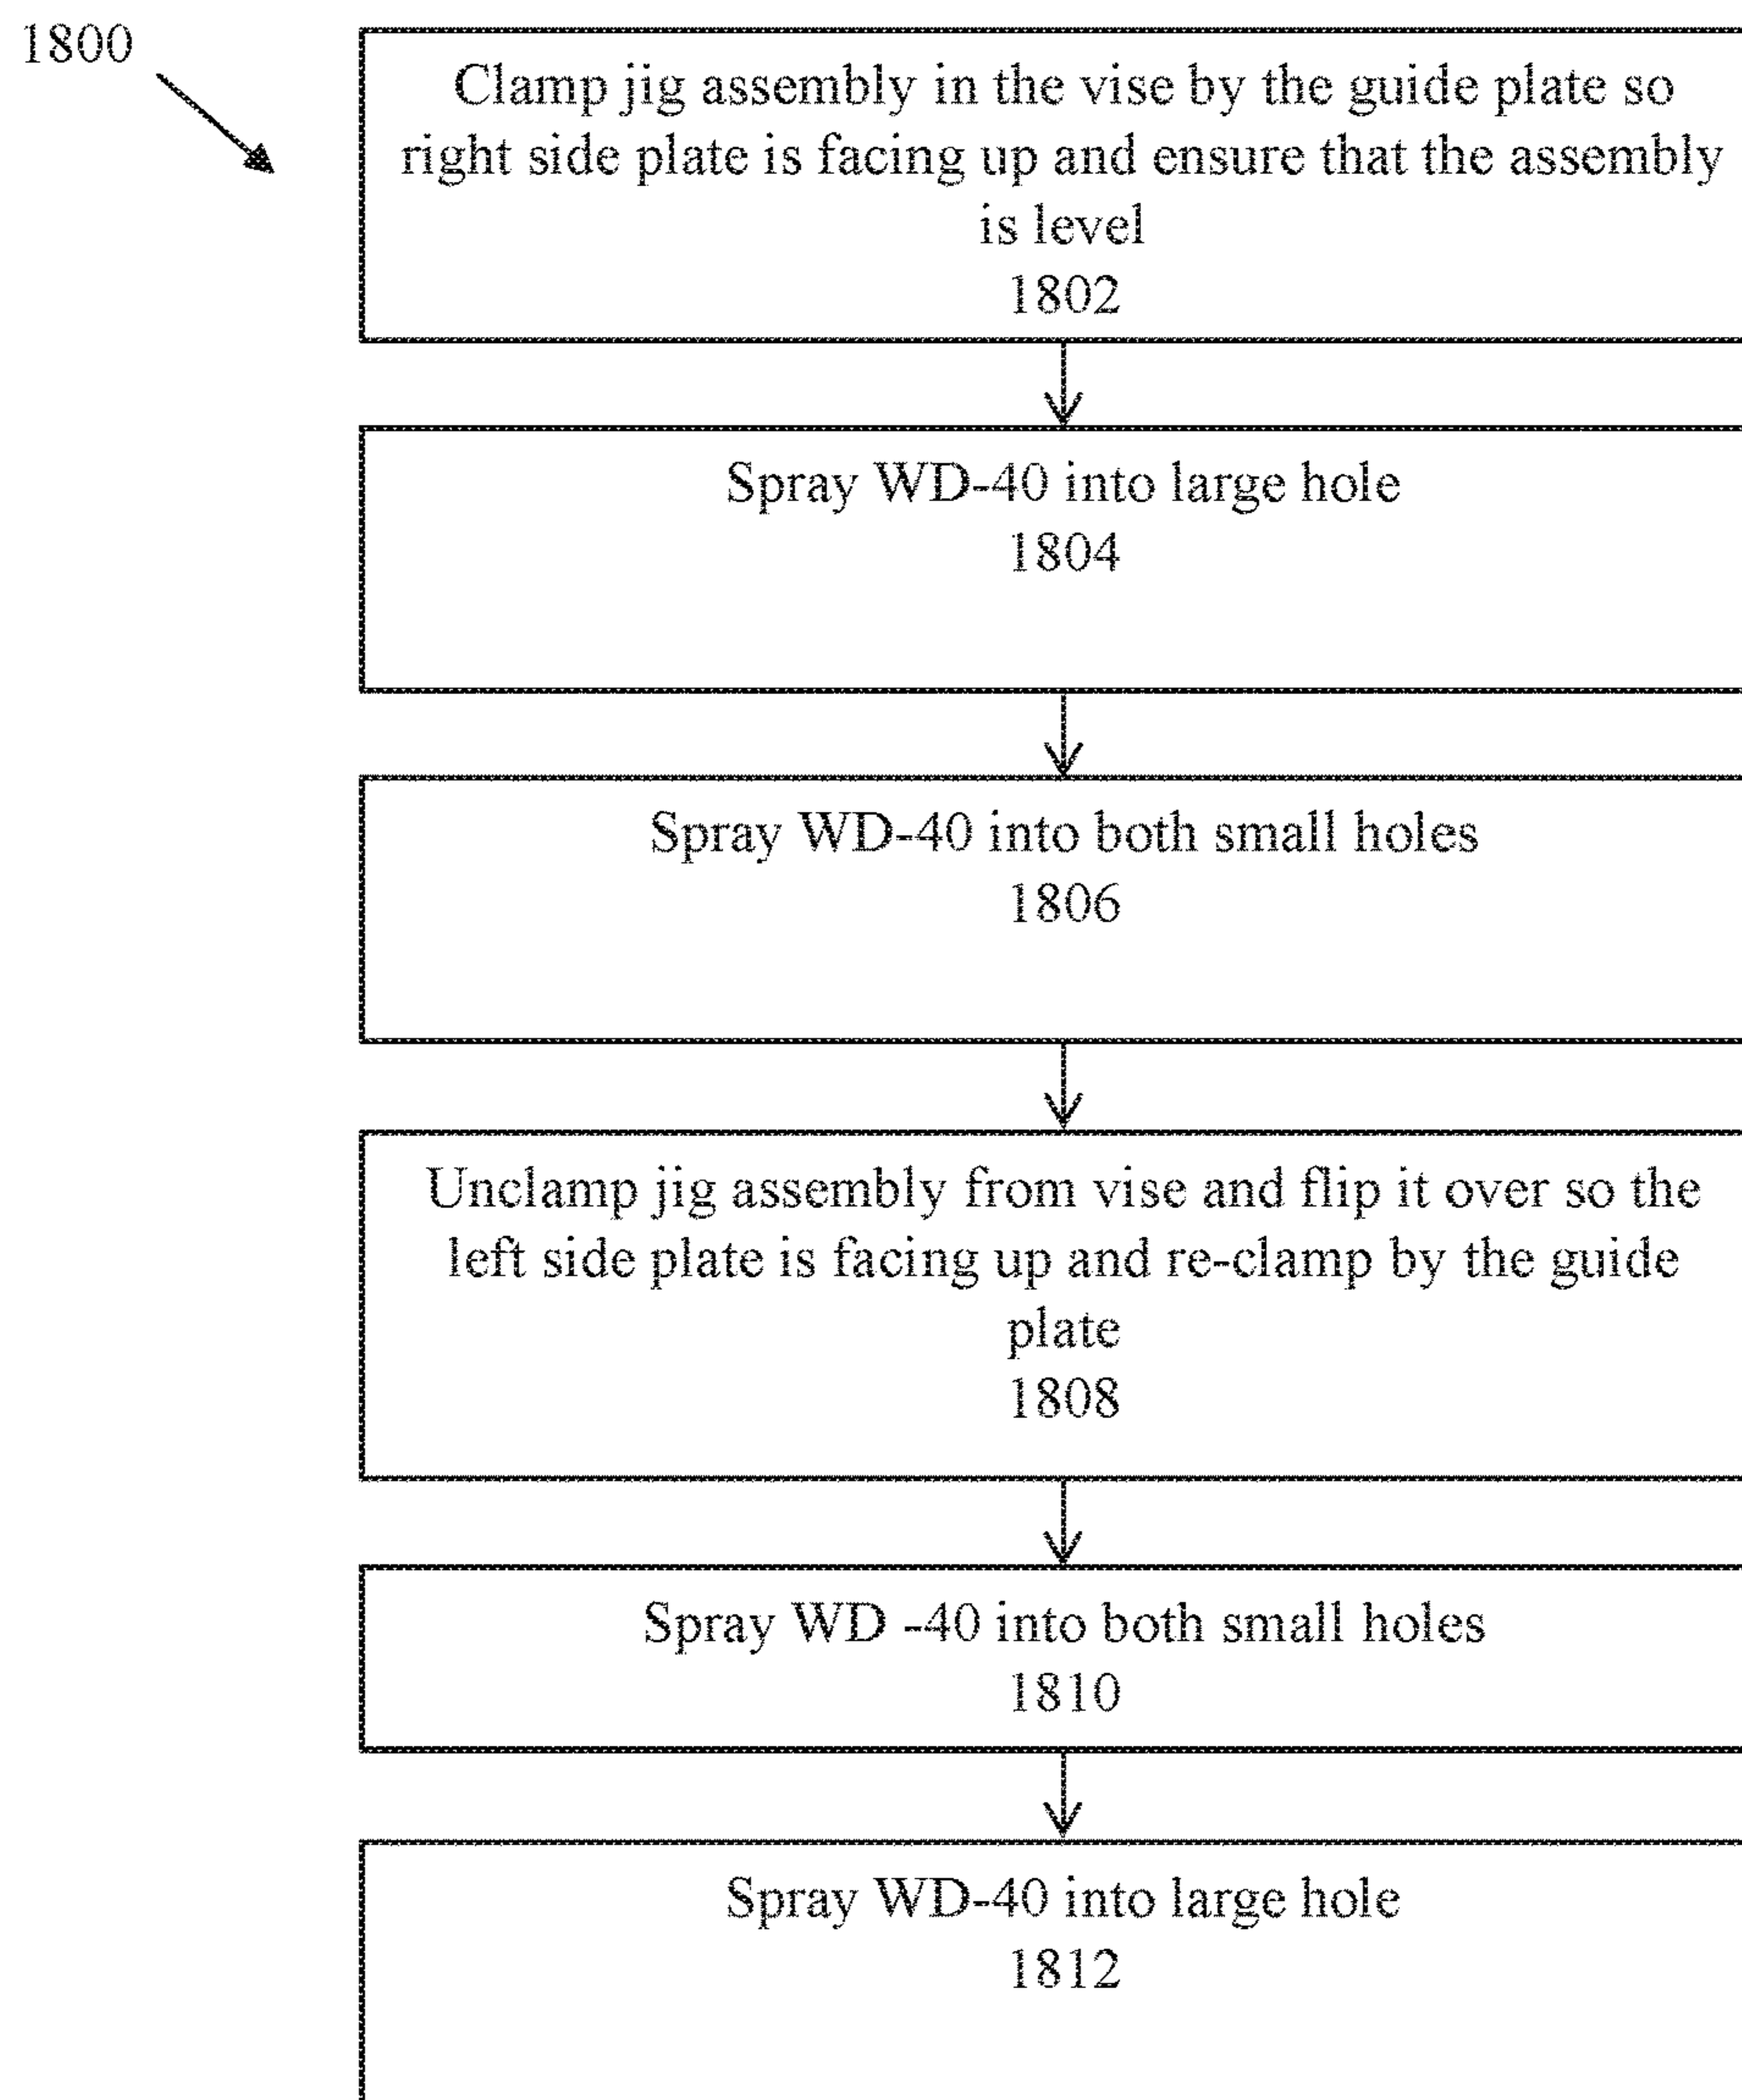 1800
Clamp jig assembly in the vise by the guide plate so
right side plate is facing up and ensure that the assembly
is level
1802
Spray WD-40 into large hole
1804
Spray WD-40 into both small holes
1806
Unclamp jig assembly from vise and flip it over so the
left side plate is facing up and re-clamp by the guide
plate
1808
Spray WD -40 into both small holes
1810
Spray WD-40 into large hole
1812